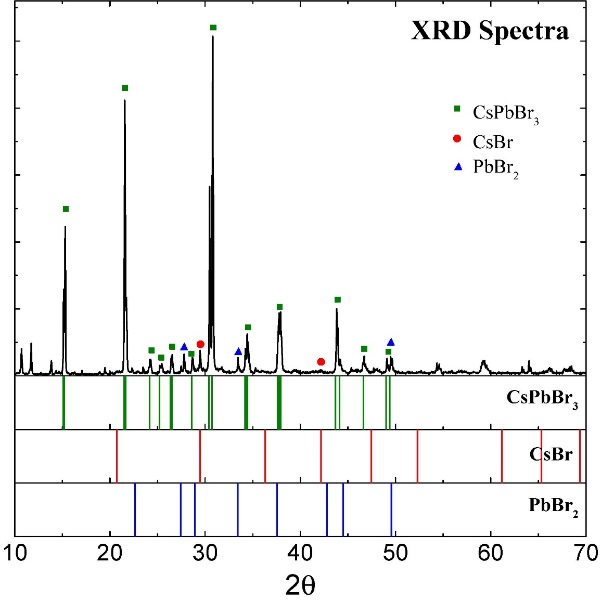 XRD Spectra
CsPbBr₃
CsBr
PbBr₂
CsPbBr₃
CsBr
PbBr₂
10 20 30 40 50 60 70
2θ